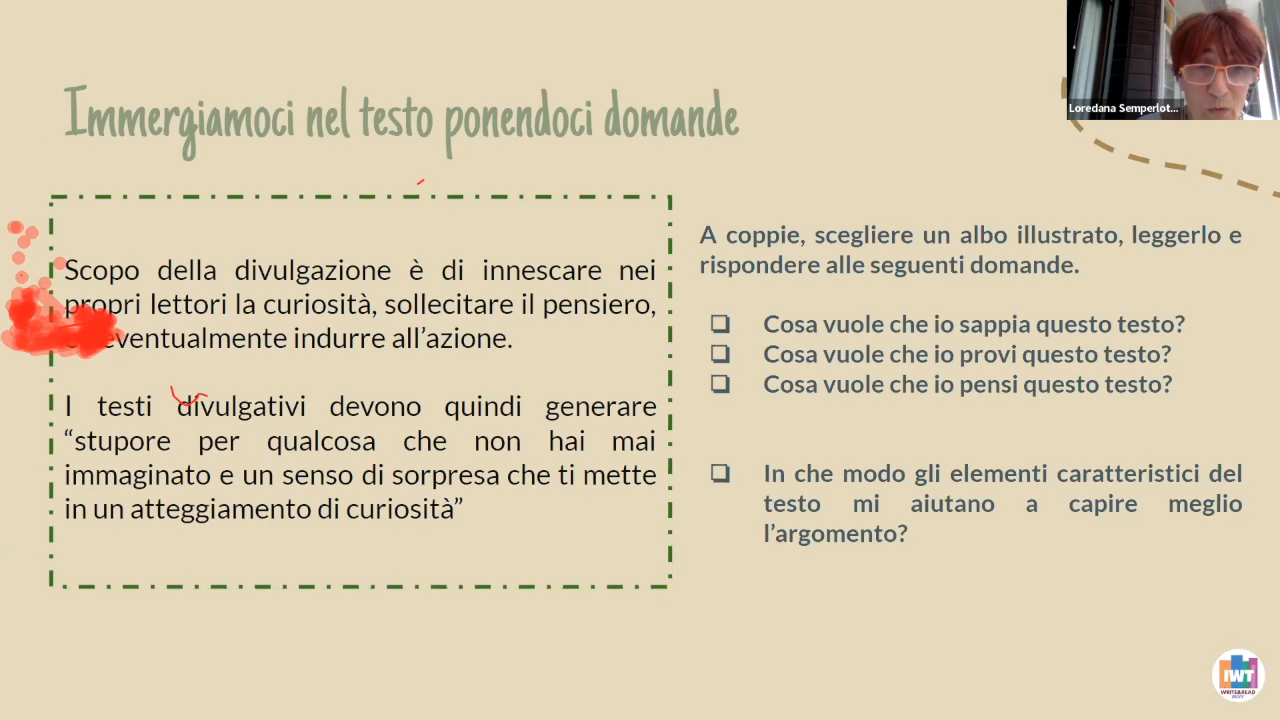 Immergiamoci nel testo ponendoci domande
Loredana Semperlot...
Scopo della divulgazione è di innescare nei
propri lettori la curiosità, sollecitare il pensiero,
eventualmente indurre all’azione.
I testi divulgativi devono quindi generare
“stupore per qualcosa che non hai mai
immaginato e un senso di sorpresa che ti mette
in un atteggiamento di curiosità”
A coppie, scegliere un albo illustrato, leggerlo e
rispondere alle seguenti domande.
Cosa vuole che io sappia questo testo?
Cosa vuole che io provi questo testo?
Cosa vuole che io pensi questo testo?
In che modo gli elementi caratteristici del
testo mi aiutano a capire meglio
l’argomento?
IWT
WRITE&READ